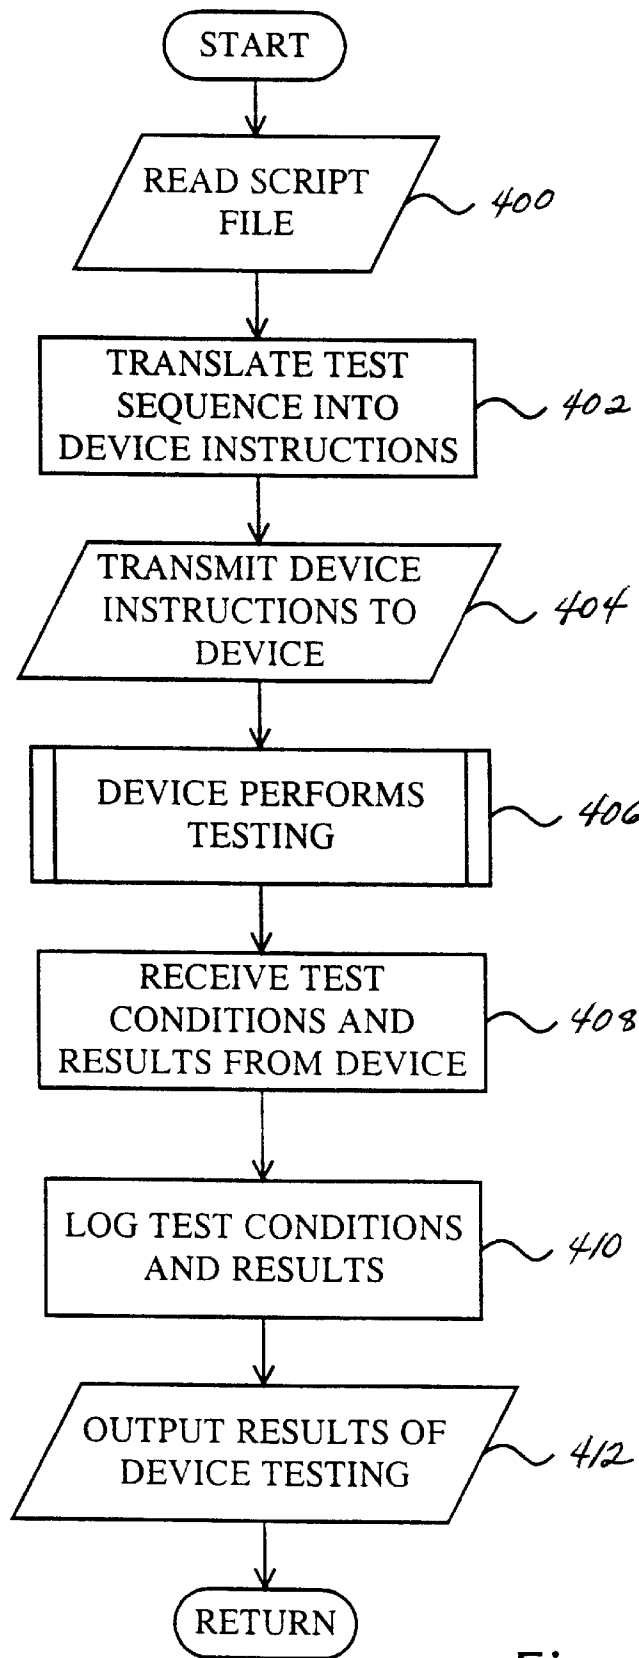 START
READ SCRIPT
FILE
400
TRANSLATE TEST
SEQUENCE INTO
DEVICE INSTRUCTIONS
402
TRANSMIT DEVICE
INSTRUCTIONS TO
DEVICE
404
DEVICE PERFORMS
TESTING
406
RECEIVE TEST
CONDITIONS AND
RESULTS FROM DEVICE
408
LOG TEST CONDITIONS
AND RESULTS
410
OUTPUT RESULTS OF
DEVICE TESTING
412
RETURN